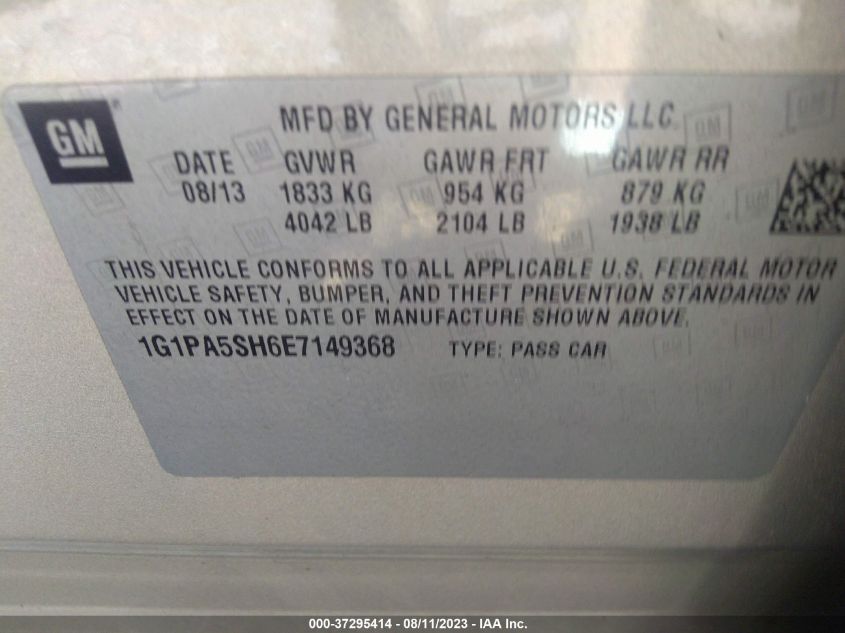 GM
MFD BY GENERAL MOTORS LLC
DATE GVWR GAWR FRT GAWR RR
08/13 1833 KG 954 KG 879 KG
4042 LB 2104 LB 1938 LB
THIS VEHICLE CONFORMS TO ALL APPLICABLE U.S. FEDERAL MOTOR
VEHICLE SAFETY, BUMPER, AND THEFT PREVENTION STANDARDS IN
EFFECT ON THE DATE OF MANUFACTURE SHOWN ABOVE.
1G1PA5SH6E7149368 TYPE: PASS CAR
000-37295414 - 08/11/2023 - IAA Inc.